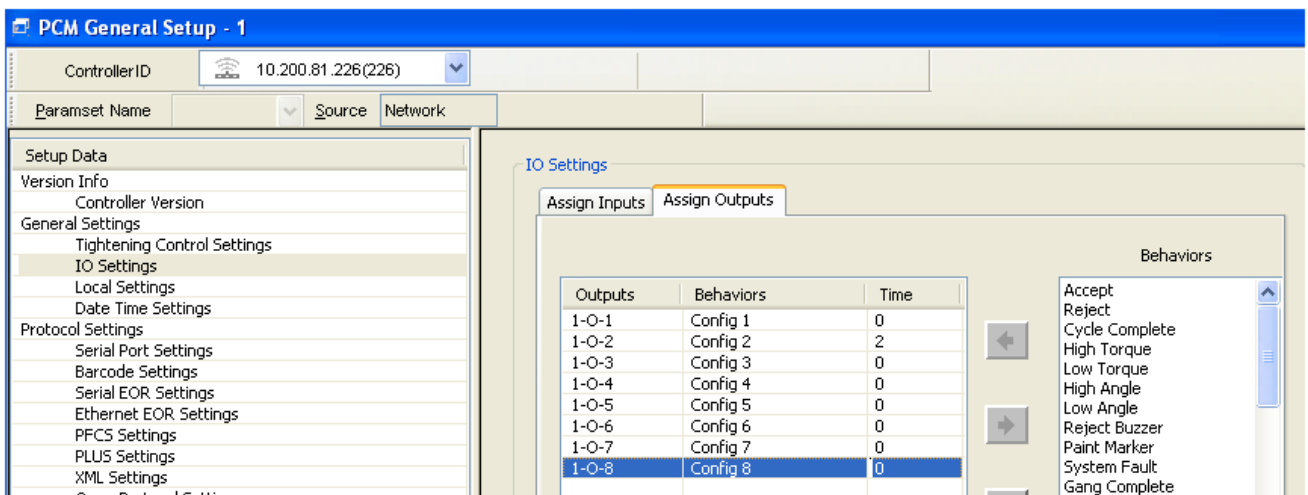 PCM General Setup - 1
ControllerID 10.200.81.226(226)
Paramset Name Source Network
Setup Data
Version Info
Controller Version
General Settings
Tightening Control Settings
IO Settings
Local Settings
Date Time Settings
Protocol Settings
Serial Port Settings
Barcode Settings
Serial EOR Settings
Ethernet EOR Settings
PFCS Settings
PLUS Settings
XML Settings
IO Settings
Assign Inputs Assign Outputs
Outputs Behaviors Time
1-O-1 Config 1 0
1-O-2 Config 2 2
1-O-3 Config 3 0
1-O-4 Config 4 0
1-O-5 Config 5 0
1-O-6 Config 6 0
1-O-7 Config 7 0
1-O-8 Config 8 0
Behaviors
Accept
Reject
Cycle Complete
High Torque
Low Torque
High Angle
Low Angle
Reject Buzzer
Paint Marker
System Fault
Gang Complete